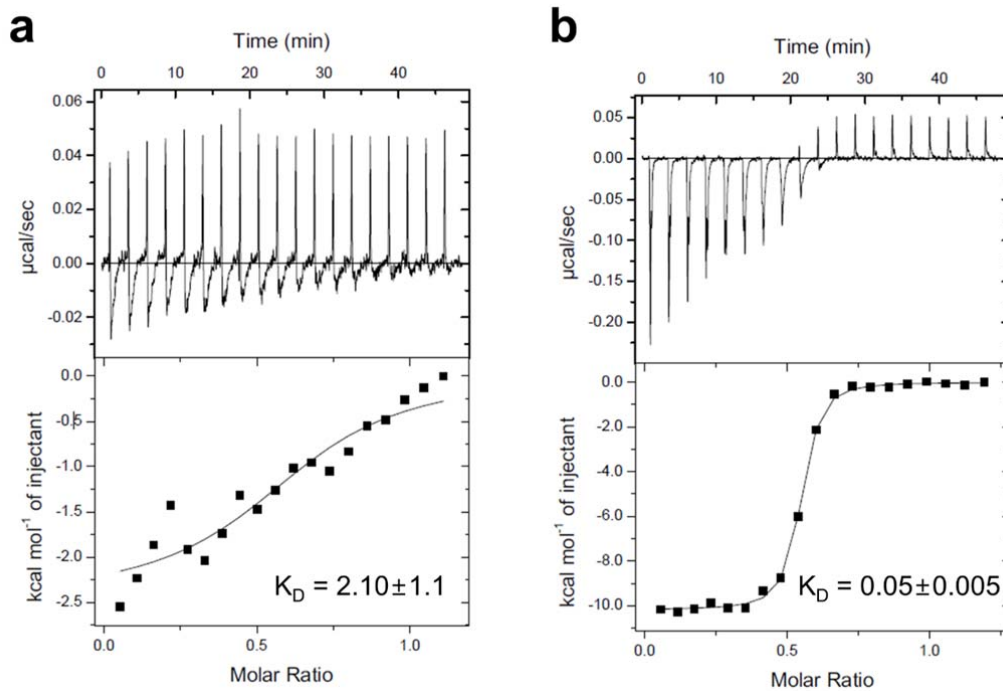 a
Time (min)
0 10 20 30 40
0.06
0.04
0.02
0.00
-0.02
µcal/sec
0.0
-0.5
-1.0
-1.5
-2.0
-2.5
kcal mol⁻¹ of injectant
K_D = 2.10±1.1
0.0 0.5 1.0
Molar Ratio
b
Time (min)
0 10 20 30 40
0.05
0.00
-0.05
-0.10
-0.15
-0.20
µcal/sec
0.0
-2.0
-4.0
-6.0
-8.0
-10.0
kcal mol⁻¹ of injectant
K_D = 0.05±0.005
0.0 0.5 1.0
Molar Ratio